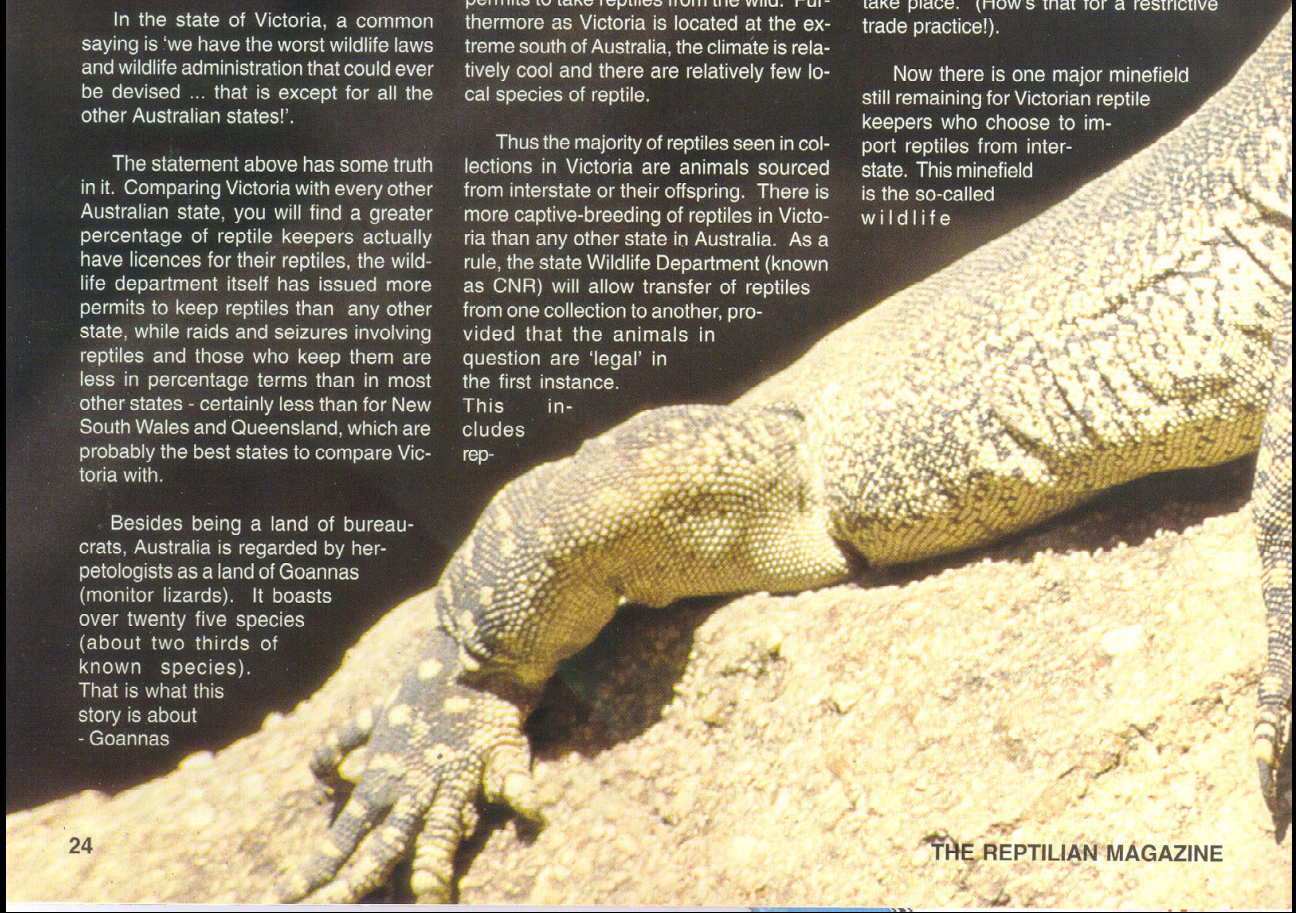 In the state of Victoria, a common
saying is ‘we have the worst wildlife laws
and wildlife administration that could ever
be devised ... that is except for all the
other Australian states!’.
The statement above has some truth
in it. Comparing Victoria with every other
Australian state, you will find a greater
percentage of reptile keepers actually
have licences for their reptiles, the wild-
life department itself has issued more
permits to keep reptiles than any other
state, while raids and seizures involving
reptiles and those who keep them are
less in percentage terms than in most
other states - certainly less than for New
South Wales and Queensland, which are
probably the best states to compare Vic-
toria with.
Besides being a land of bureau-
crats, Australia is regarded by her-
petologists as a land of Goannas
(monitor lizards). It boasts
over twenty five species
(about two thirds of
known species).
That is what this
story is about
- Goannas
permits to take reptiles from the wild. Fur-
thermore as Victoria is located at the ex-
treme south of Australia, the climate is rela-
tively cool and there are relatively few lo-
cal species of reptile.
Thus the majority of reptiles seen in col-
lections in Victoria are animals sourced
from interstate or their offspring. There is
more captive-breeding of reptiles in Victo-
ria than any other state in Australia. As a
rule, the state Wildlife Department (known
as CNR) will allow transfer of reptiles
from one collection to another, pro-
vided that the animals in
question are ‘legal’ in
the first instance.
This in-
cludes
rep-
take place. (How's that for a restrictive
trade practice!).
Now there is one major minefield
still remaining for Victorian reptile
keepers who choose to im-
port reptiles from inter-
state. This minefield
is the so-called
wildlife
24
THE REPTILIAN MAGAZINE